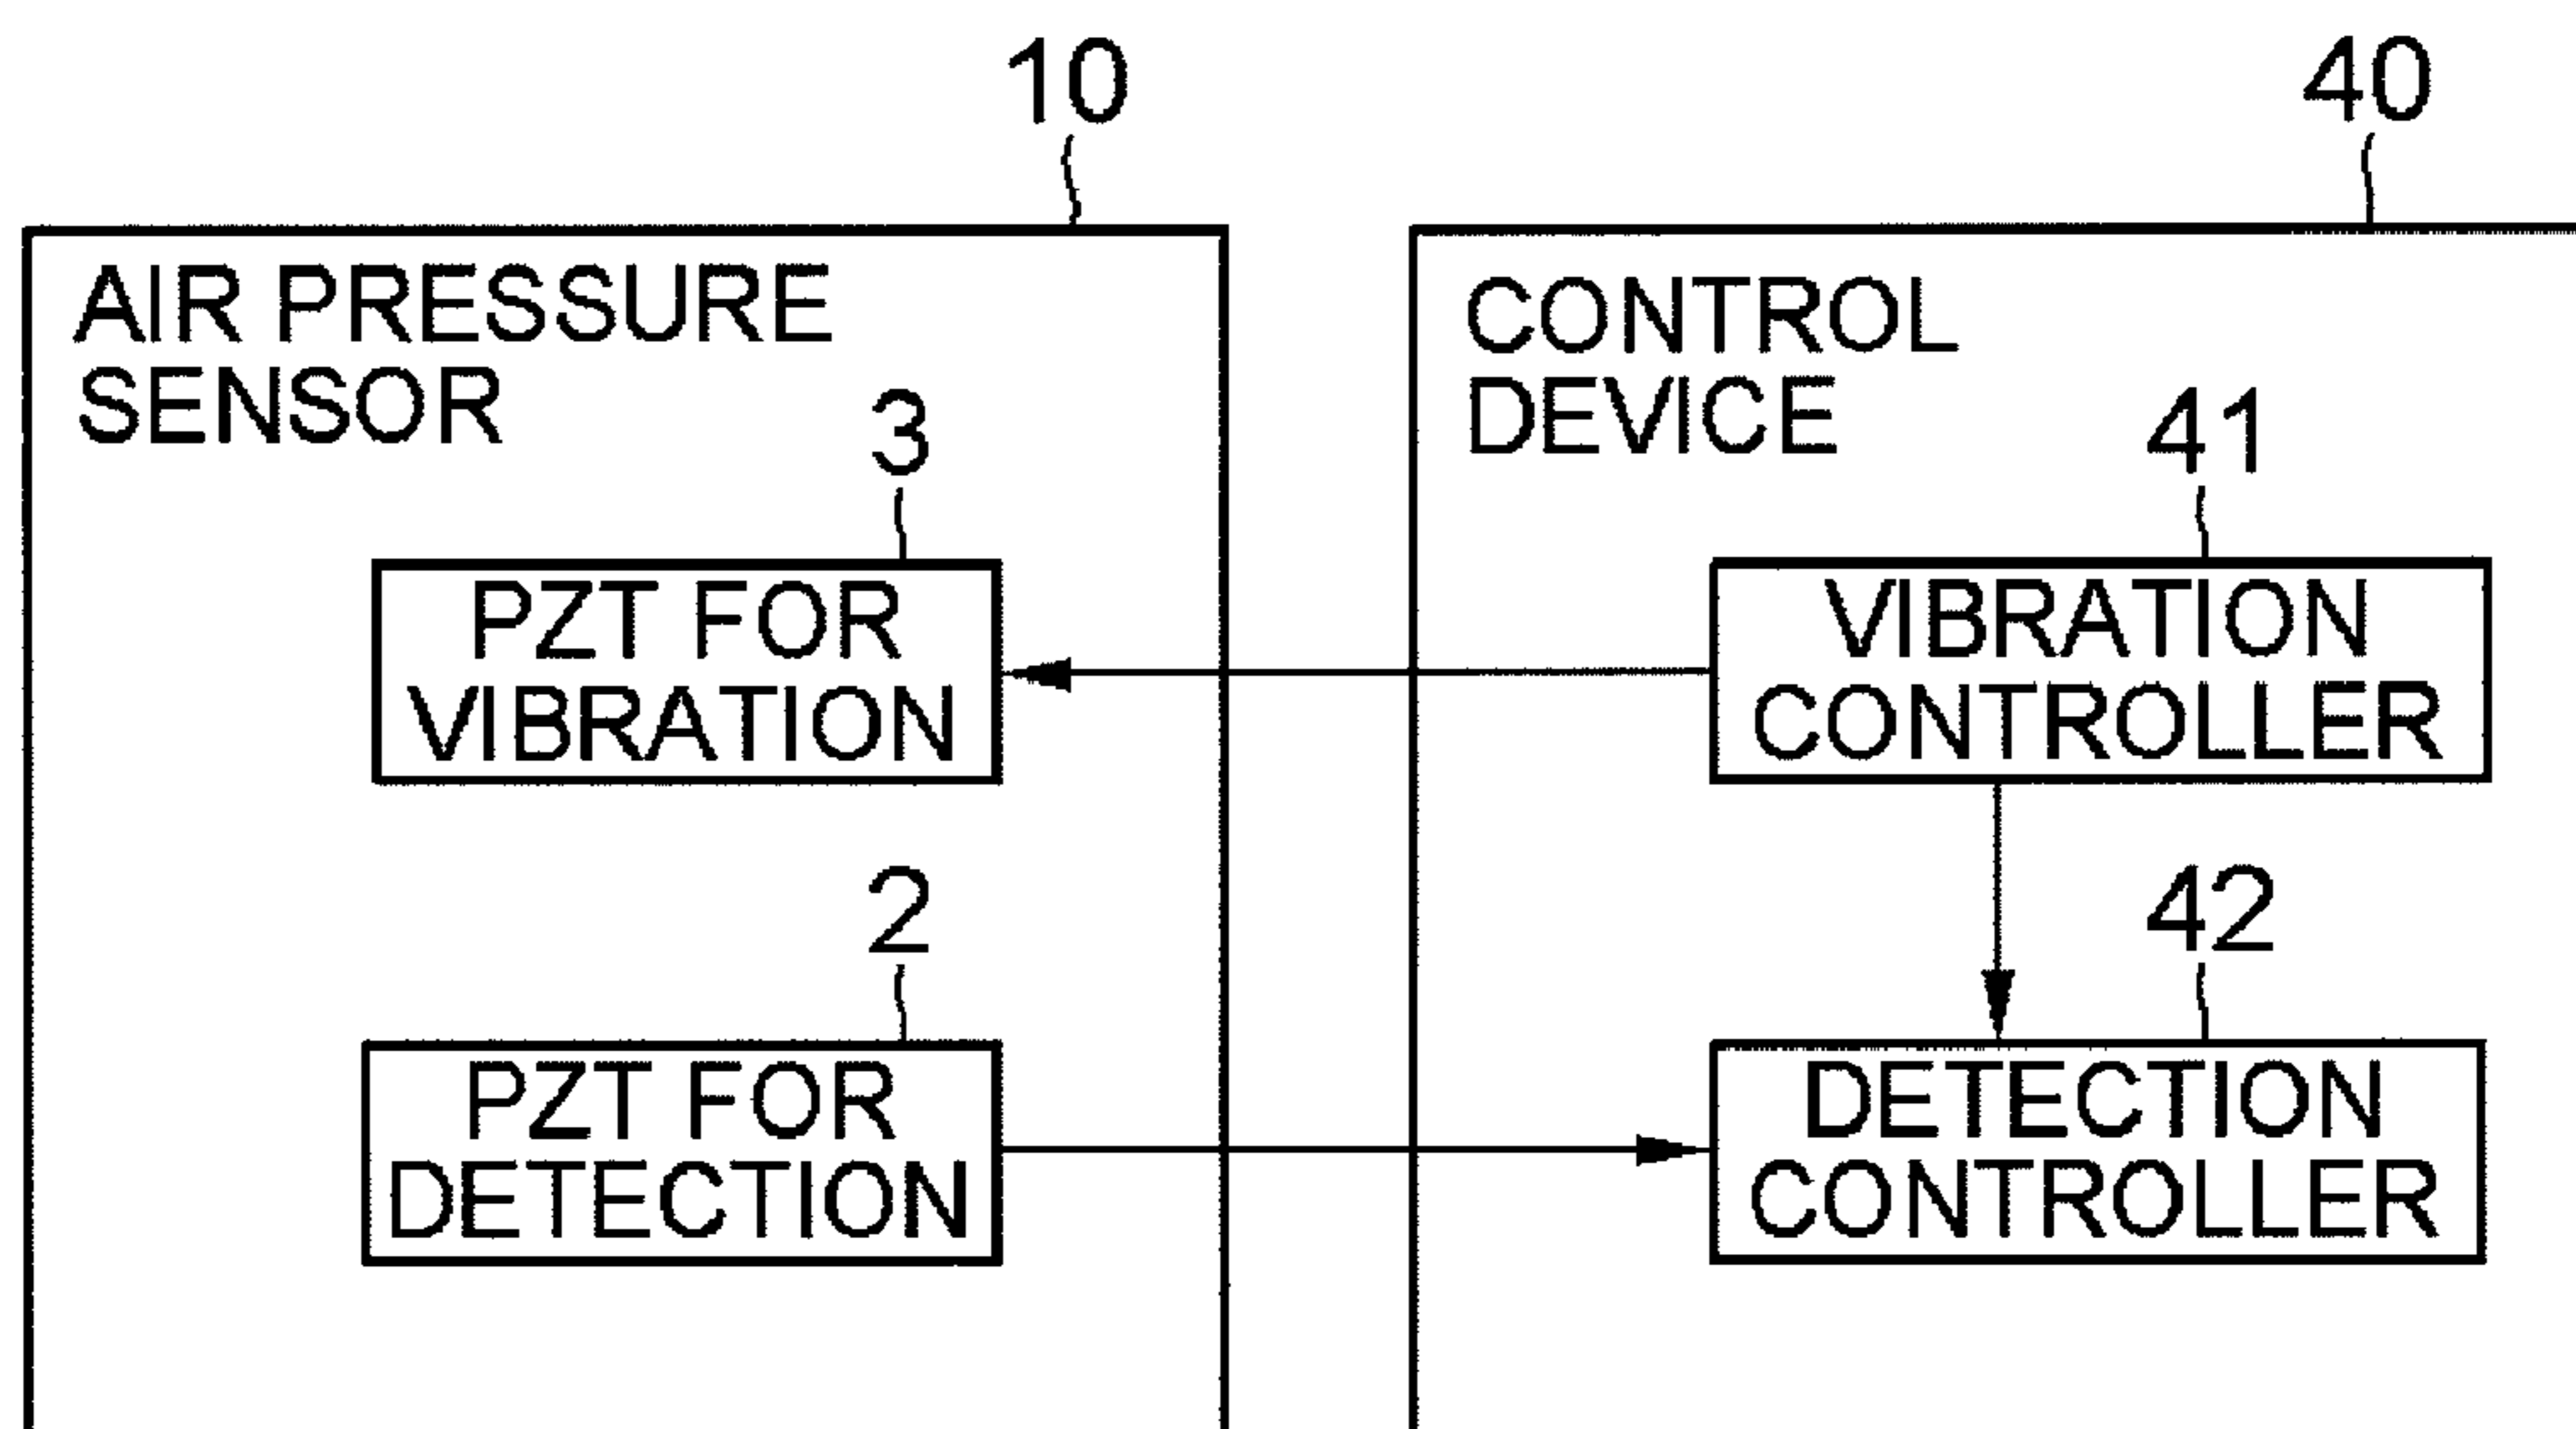 10
40
AIR PRESSURE
SENSOR
CONTROL
DEVICE
3
41
PZT FOR
VIBRATION
VIBRATION
CONTROLLER
2
42
PZT FOR
DETECTION
DETECTION
CONTROLLER